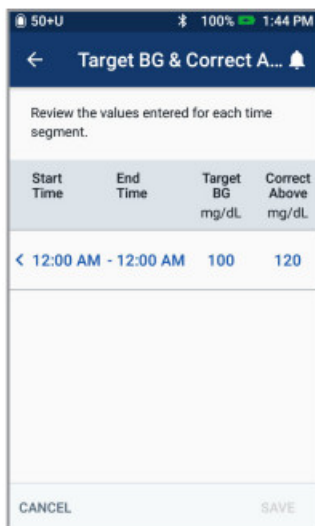 50+U 100% 1:44 PM
← Target BG & Correct A...
Review the values entered for each time
segment.
Start Time End Time Target BG mg/dL Correct Above mg/dL
< 12:00 AM - 12:00 AM 100 120
CANCEL SAVE